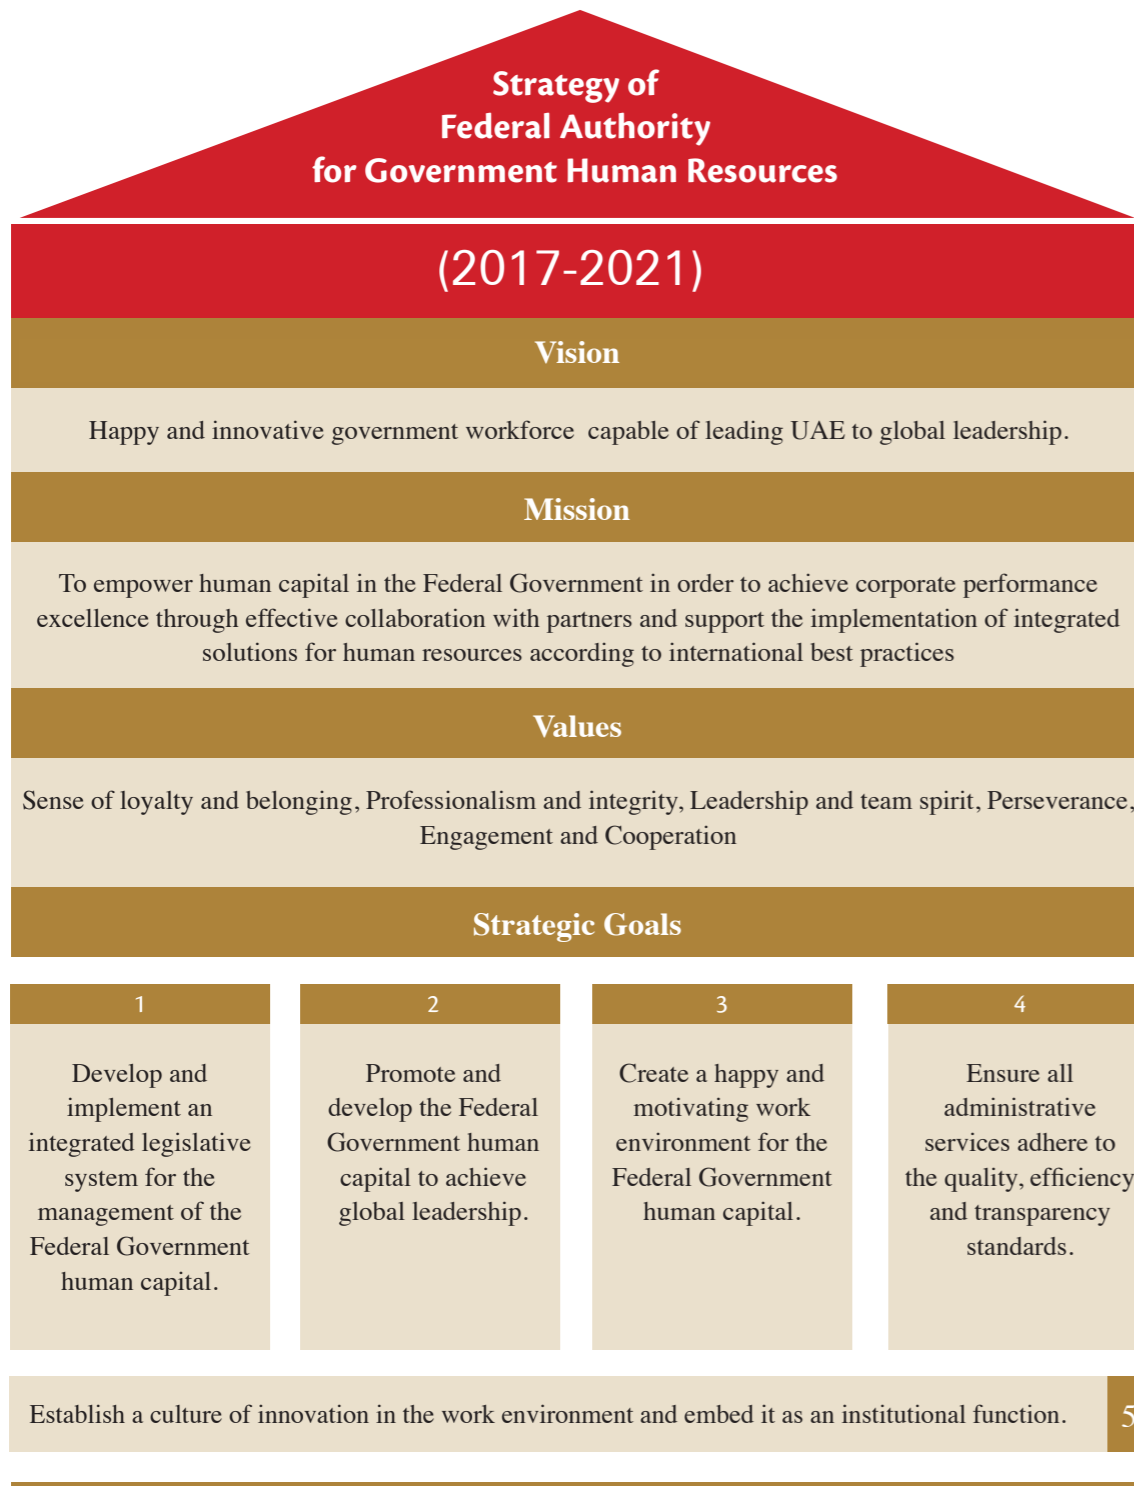 Strategy of
Federal Authority
for Government Human Resources
(2017-2021)
Vision
Happy and innovative government workforce  capable of leading UAE to global leadership.
Mission
To empower human capital in the Federal Government in order to achieve corporate performance
excellence through effective collaboration with partners and support the implementation of integrated
solutions for human resources according to international best practices
Values
Sense of loyalty and belonging, Professionalism and integrity, Leadership and team spirit, Perseverance,
Engagement and Cooperation
Strategic Goals
1
Develop and
implement an
integrated legislative
system for the
management of the
Federal Government
human capital.
2
Promote and
develop the Federal
Government human
capital to achieve
global leadership.
3
Create a happy and
motivating work
environment for the
Federal Government
human capital.
4
Ensure all
administrative
services adhere to
the quality, efficiency
and transparency
standards.
Establish a culture of innovation in the work environment and embed it as an institutional function.
5